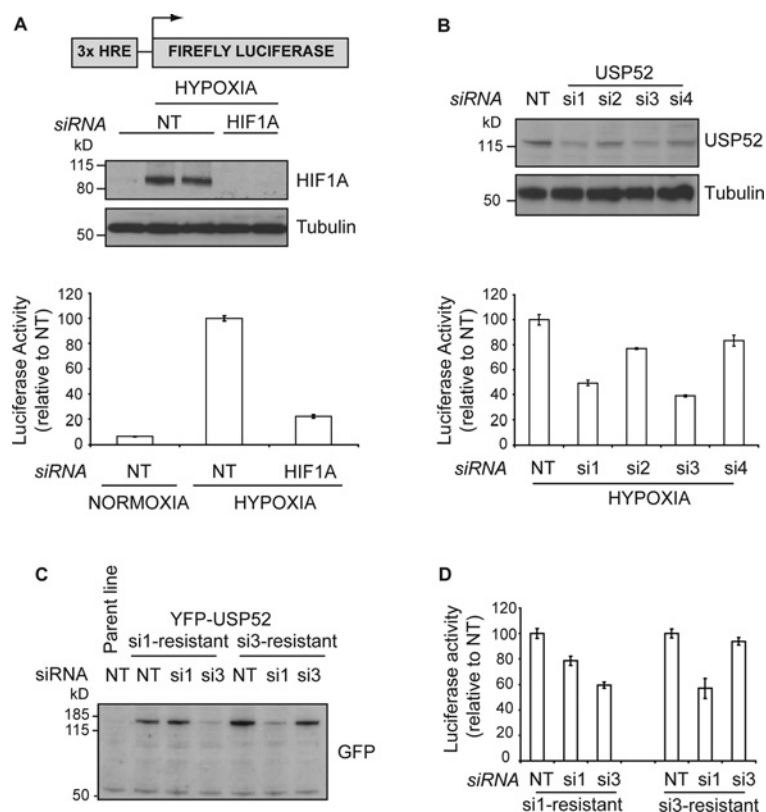 A
3x HRE FIREFLY LUCIFERASE
HYPOXIA
siRNA NT HIF1A
kD
115
80
HIF1A
50
Tubulin
120
100
80
60
40
20
0
Luciferase Activity
(relative to NT)
siRNA NT NT HIF1A
NORMOXIA HYPOXIA
B
USP52
siRNA NT si1 si2 si3 si4
kD
115
USP52
50
Tubulin
120
100
80
60
40
20
0
Luciferase Activity
(relative to NT)
siRNA NT si1 si2 si3 si4
HYPOXIA
C
Parent line
YFP-USP52
si1-resistant si3-resistant
siRNA NT NT si1 si3 NT si1 si3
kD
185
115
GFP
50
D
120
100
80
60
40
20
0
Luciferase activity
(relative to NT)
siRNA NT si1 si3 NT si1 si3
si1-resistant si3-resistant